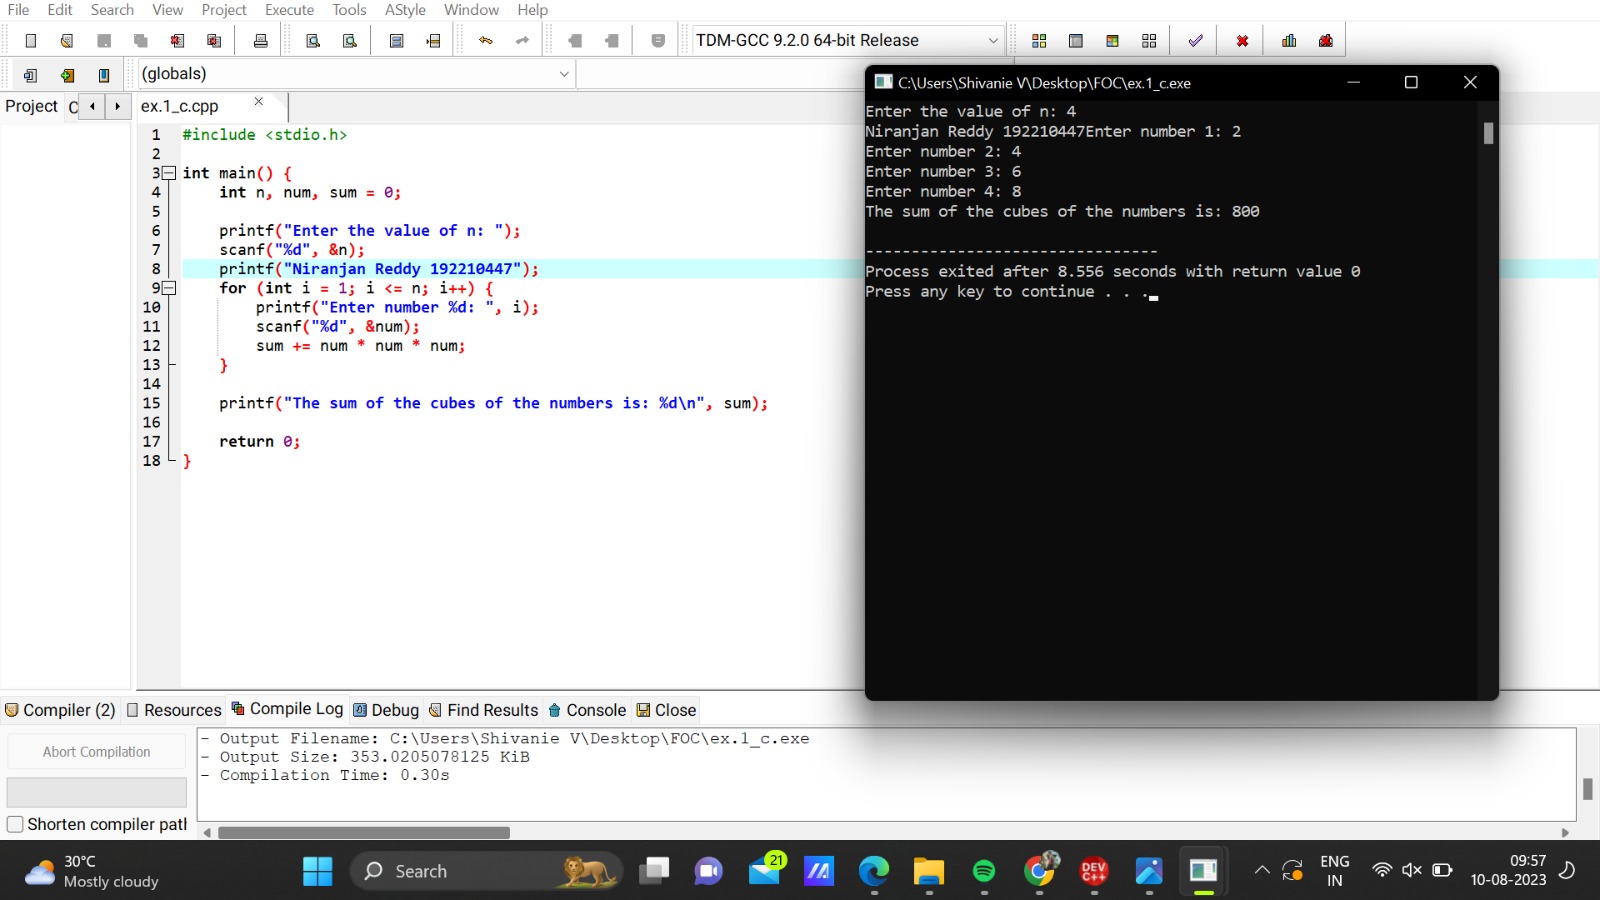 File Edit Search View Project Execute Tools AStyle Window Help
TDM-GCC 9.2.0 64-bit Release
(globals)
Project C
ex.1_c.cpp
1 #include <stdio.h>
2
3 int main() {
4 int n, num, sum = 0;
5
6 printf("Enter the value of n: ");
7 scanf("%d", &n);
8 printf("Niranjan Reddy 192210447");
9 for (int i = 1; i <= n; i++) {
10 printf("Enter number %d: ", i);
11 scanf("%d", &num);
12 sum += num * num * num;
13 }
14
15 printf("The sum of the cubes of the numbers is: %d\n", sum);
16
17 return 0;
18 }
C:\Users\Shivanie V\Desktop\FOC\ex.1_c.exe
Enter the value of n: 4
Niranjan Reddy 192210447Enter number 1: 2
Enter number 2: 4
Enter number 3: 6
Enter number 4: 8
The sum of the cubes of the numbers is: 800
--------------------------------
Process exited after 8.556 seconds with return value 0
Press any key to continue . . .
Compiler (2) Resources Compile Log Debug Find Results Console Close
Abort Compilation
Shorten compiler path
- Output Filename: C:\Users\Shivanie V\Desktop\FOC\ex.1_c.exe
- Output Size: 353.0205078125 KiB
- Compilation Time: 0.30s
30°C
Mostly cloudy
Search
21
DEV
C++
ENG
IN
09:57
10-08-2023